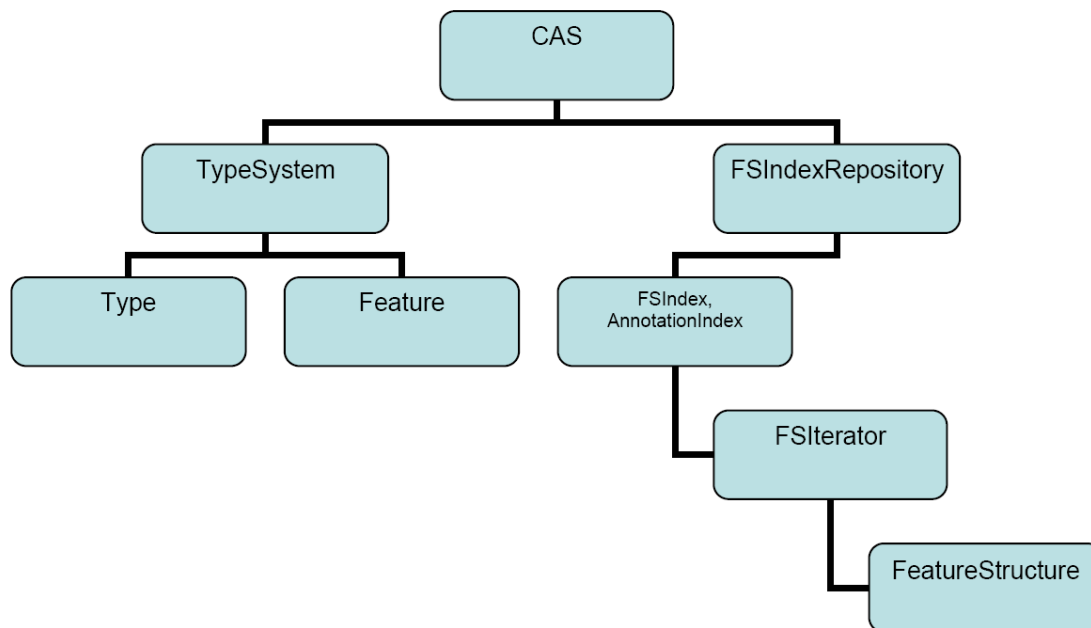 CAS
TypeSystem
FSIndexRepository
Type
Feature
FSIndex,
AnnotationIndex
FSIterator
FeatureStructure